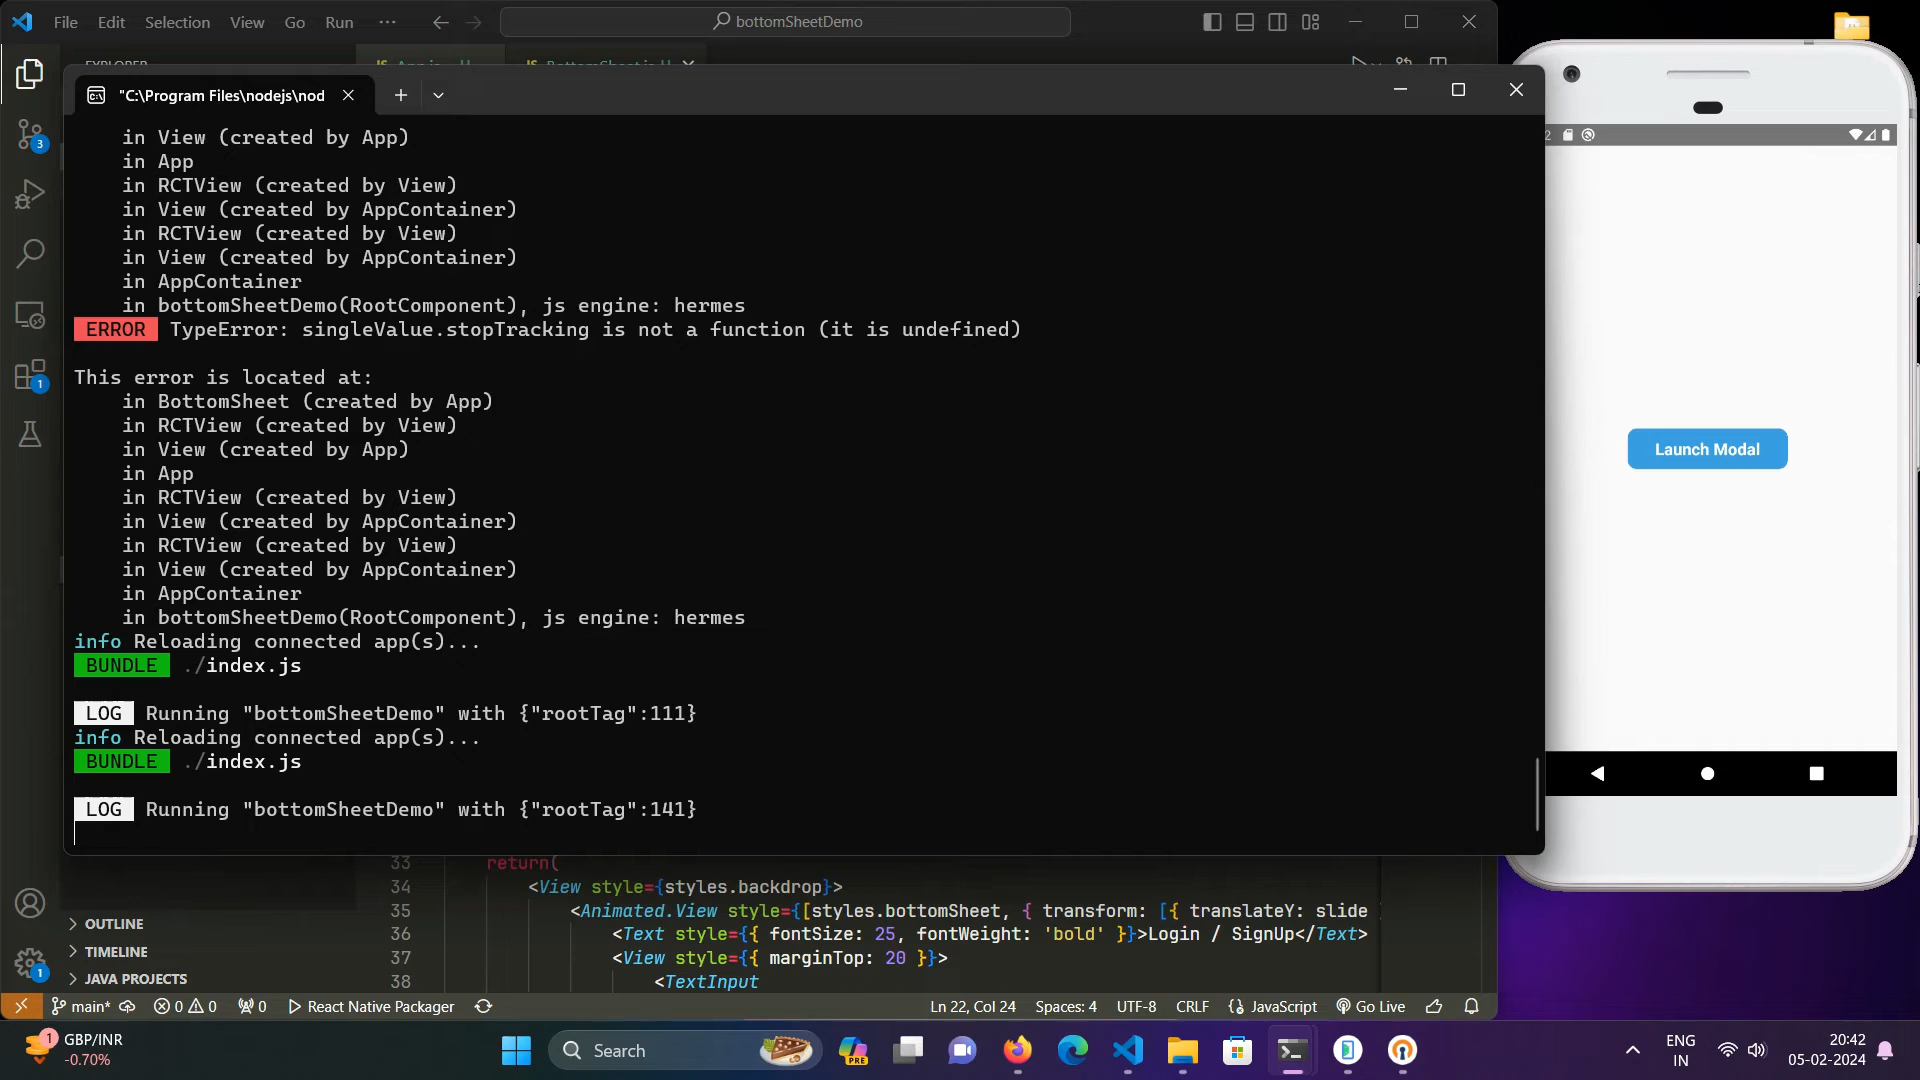 File Edit Selection View Go Run ··· bottomSheetDemo
"C:\Program Files\nodejs\nod
in View (created by App)
in App
in RCTView (created by View)
in View (created by AppContainer)
in RCTView (created by View)
in View (created by AppContainer)
in AppContainer
in bottomSheetDemo(RootComponent), js engine: hermes
ERROR TypeError: singleValue.stopTracking is not a function (it is undefined)
This error is located at:
in BottomSheet (created by App)
in RCTView (created by View)
in View (created by App)
in App
in RCTView (created by View)
in View (created by AppContainer)
in RCTView (created by View)
in View (created by AppContainer)
in AppContainer
in bottomSheetDemo(RootComponent), js engine: hermes
info Reloading connected app(s)...
BUNDLE ./index.js
LOG Running "bottomSheetDemo" with {"rootTag":111}
info Reloading connected app(s)...
BUNDLE ./index.js
LOG Running "bottomSheetDemo" with {"rootTag":141}
Launch Modal
3
1
1
33 return(
34 <View style={styles.backdrop}>
35 <Animated.View style={[styles.bottomSheet, { transform: [{ translateY: slide
36 <Text style={{ fontSize: 25, fontWeight: 'bold' }}>Login / SignUp</Text>
37 <View style={{ marginTop: 20 }}>
38 <TextInput
OUTLINE
TIMELINE
JAVA PROJECTS
main* 0 0 0 React Native Packager Ln 22, Col 24 Spaces: 4 UTF-8 CRLF JavaScript Go Live
1 GBP/INR
-0.70%
Search
PRE
ENG
IN
20:42
05-02-2024